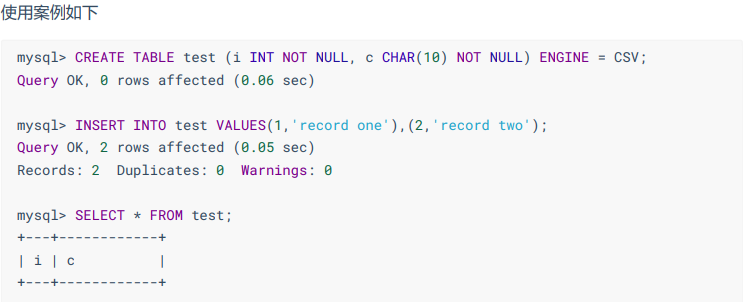 使用案例如下
mysql> CREATE TABLE test (i INT NOT NULL, c CHAR(10) NOT NULL) ENGINE = CSV;
Query OK, 0 rows affected (0.06 sec)
mysql> INSERT INTO test VALUES(1,'record one'),(2,'record two');
Query OK, 2 rows affected (0.05 sec)
Records: 2  Duplicates: 0  Warnings: 0
mysql> SELECT * FROM test;
+---+------------+
| i | c          |
+---+------------+